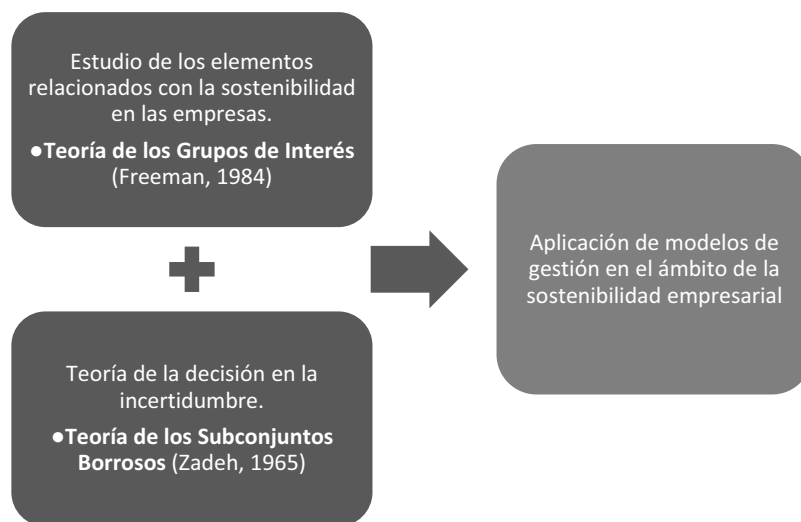 Estudio de los elementos
relacionados con la sostenibilidad
en las empresas.
●Teoría de los Grupos de Interés
(Freeman, 1984)
Teoría de la decisión en la
incertidumbre.
●Teoría de los Subconjuntos
Borrosos (Zadeh, 1965)
Aplicación de modelos de
gestión en el ámbito de la
sostenibilidad empresarial